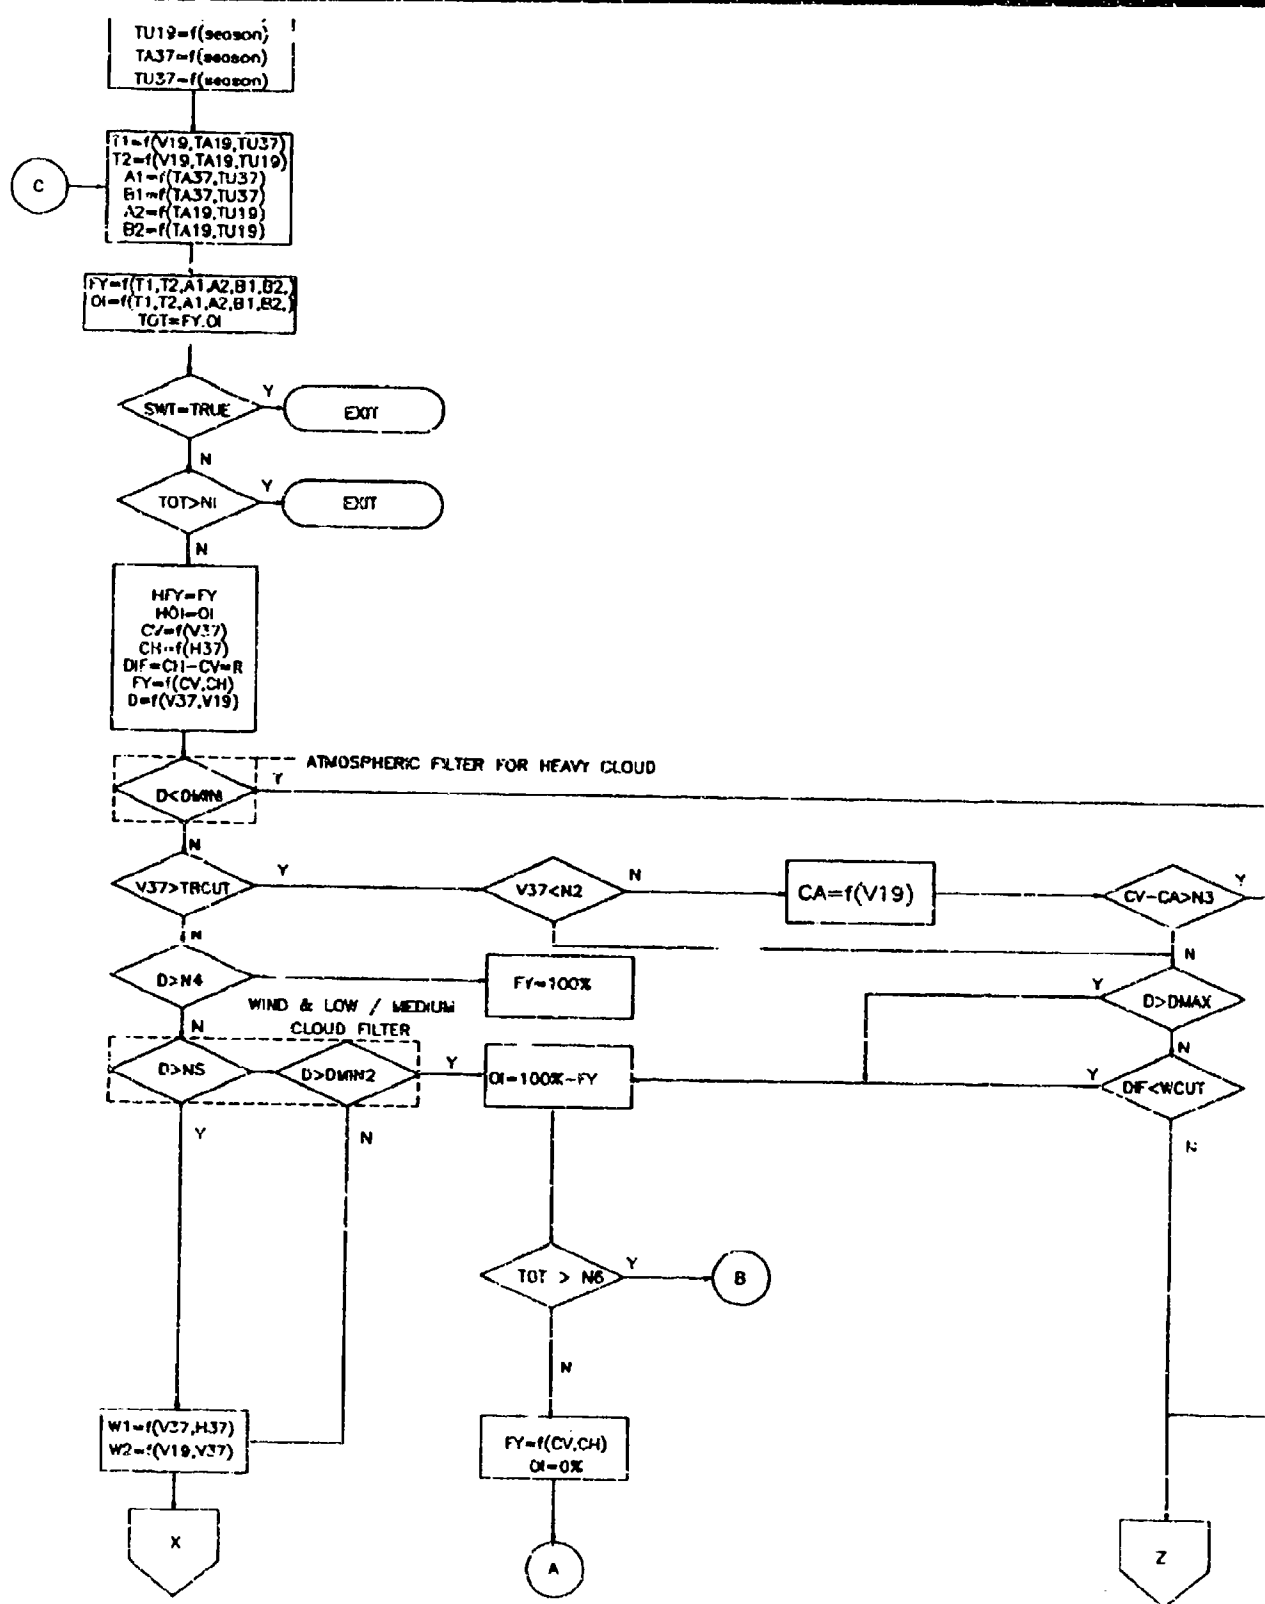 TU19=f(season)
TA37=f(season)
TU37=f(season)
T1=f(V19,TA19,TU37)
T2=f(V19,TA19,TU19)
A1=f(TA37,TU37)
B1=f(TA37,TU37)
A2=f(TA19,TU19)
B2=f(TA19,TU19)
C
FY=f(T1,T2,A1,A2,B1,B2,)
OI=f(T1,T2,A1,A2,B1,B2,)
TOT=FY.OI
SWT=TRUE
Y
EXIT
N
TOT>N1
Y
EXIT
N
HFY=FY
HOI=OI
CV=f(V37)
CH=f(H37)
DIF=CH-CV=R
FY=f(CV,CH)
D=f(V37,V19)
ATMOSPHERIC FILTER FOR HEAVY CLOUD
D<DMIN1
Y
N
V37>TRCUT
Y
V37<N2
N
CA=f(V19)
CV-CA>N3
Y
N
N
D>N4
FY=100%
Y
D>DMAX
WIND & LOW / MEDIUM
CLOUD FILTER
N
N
D>N5
D>DMIN2
Y
OI=100%-FY
Y
DIF<WCUT
Y
N
N
TOT > N6
Y
B
N
W1=f(V37,H37)
W2=f(V19,V37)
FY=f(CV,CH)
OI=0%
X
A
Z